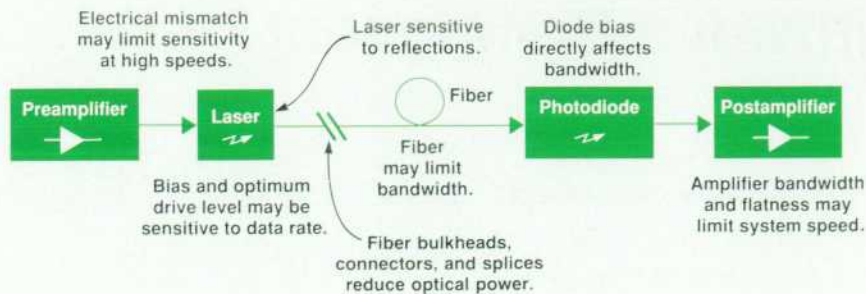 Electrical mismatch
may limit sensitivity
at high speeds.
Laser sensitive
to reflections.
Diode bias
directly affects
bandwidth.
Preamplifier
Laser
Fiber
Photodiode
Postamplifier
Bias and optimum
drive level may be
sensitive to data rate.
Fiber
may limit
bandwidth.
Amplifier bandwidth
and flatness may
limit system speed.
Fiber bulkheads,
connectors, and splices
reduce optical power.